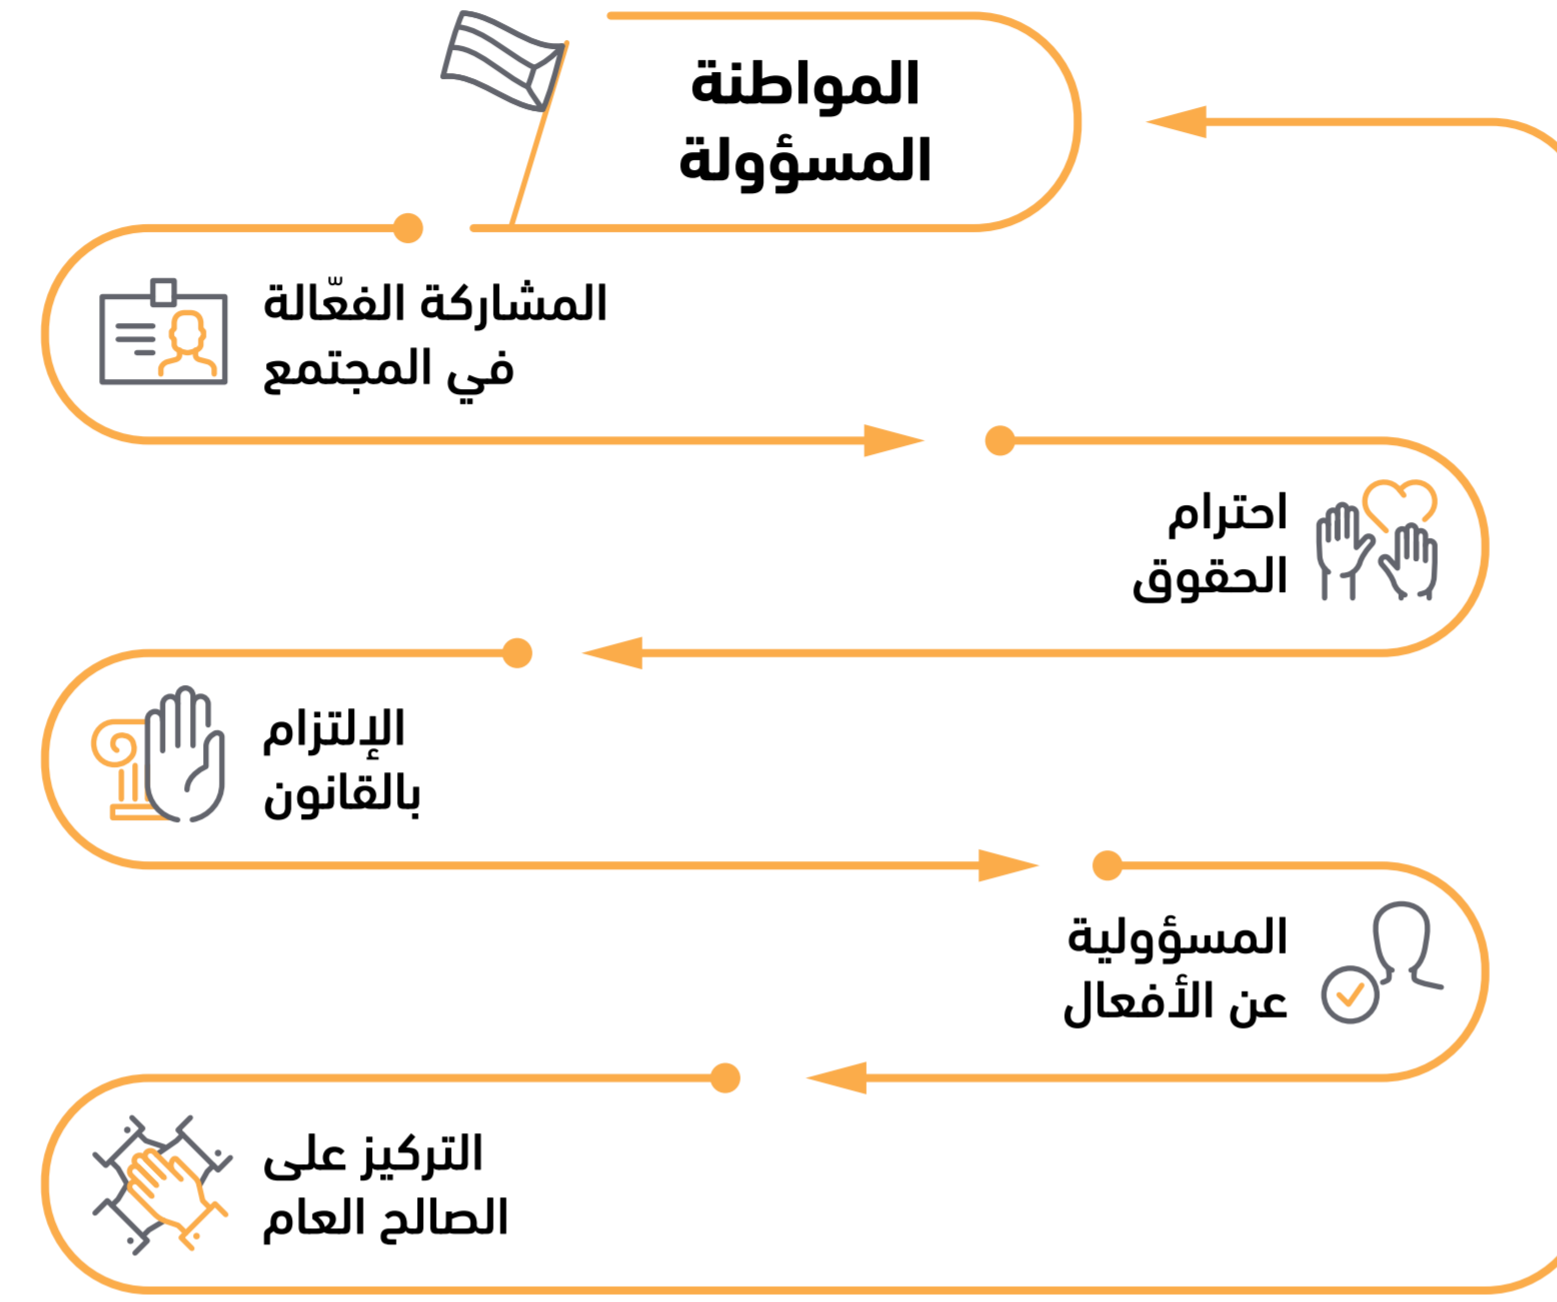 المواطنة
المسؤولة
المشاركة الفعّالة
في المجتمع
احترام
الحقوق
الإلتزام
بالقانون
المسؤولية
عن الأفعال
التركيز على
الصالح العام